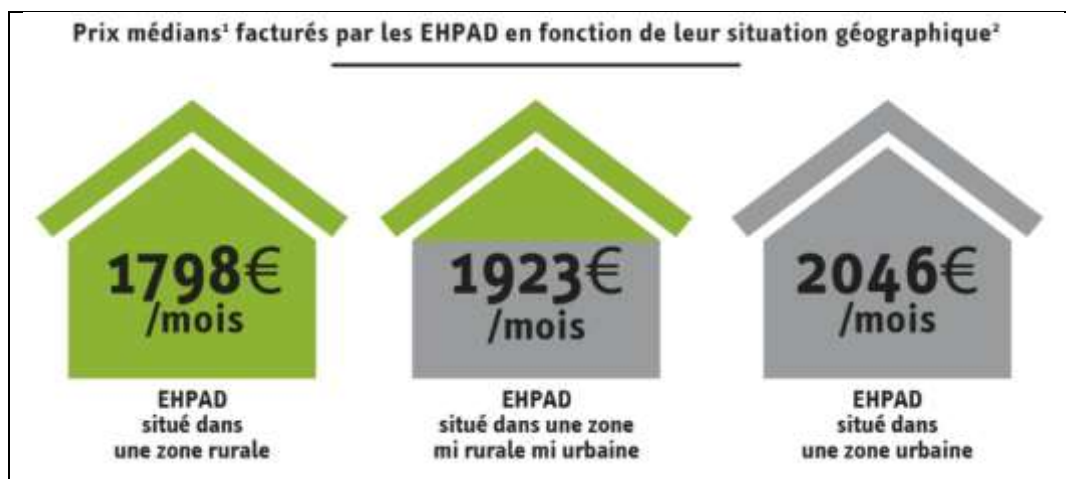 Prix médians¹ facturés par les EHPAD en fonction de leur situation géographique²
1798€
/mois
EHPAD
situé dans
une zone rurale
1923€
/mois
EHPAD
situé dans une zone
mi rurale mi urbaine
2046€
/mois
EHPAD
situé dans
une zone urbaine